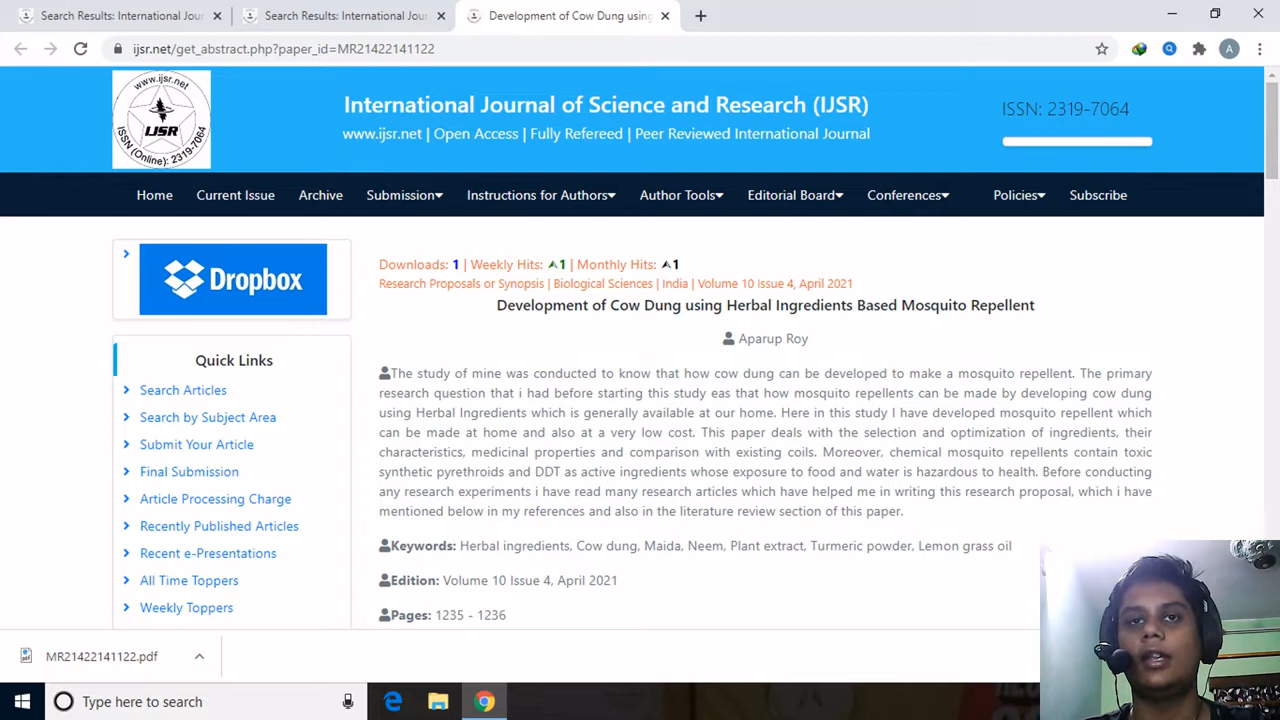 Search Results: International Jour
Search Results: International Jour
Development of Cow Dung using
ijsr.net/get_abstract.php?paper_id=MR21422141122
A
www.ijsr.net
IJSR
ISSN (Online): 2319-7064
International Journal of Science and Research (IJSR)
www.ijsr.net | Open Access | Fully Refereed | Peer Reviewed International Journal
ISSN: 2319-7064
Home Current Issue Archive Submission Instructions for Authors Author Tools Editorial Board Conferences Policies Subscribe
Dropbox
Quick Links
Search Articles
Search by Subject Area
Submit Your Article
Final Submission
Article Processing Charge
Recently Published Articles
Recent e-Presentations
All Time Toppers
Weekly Toppers
Downloads: 1 | Weekly Hits: 1 | Monthly Hits: 1
Research Proposals or Synopsis | Biological Sciences | India | Volume 10 Issue 4, April 2021
Development of Cow Dung using Herbal Ingredients Based Mosquito Repellent
Aparup Roy
The study of mine was conducted to know that how cow dung can be developed to make a mosquito repellent. The primary
research question that i had before starting this study eas that how mosquito repellents can be made by developing cow dung
using Herbal Ingredients which is generally available at our home. Here in this study I have developed mosquito repellent which
can be made at home and also at a very low cost. This paper deals with the selection and optimization of ingredients, their
characteristics, medicinal properties and comparison with existing coils. Moreover, chemical mosquito repellents contain toxic
synthetic pyrethroids and DDT as active ingredients whose exposure to food and water is hazardous to health. Before conducting
any research experiments i have read many research articles which have helped me in writing this research proposal, which i have
mentioned below in my references and also in the literature review section of this paper.
Keywords: Herbal ingredients, Cow dung, Maida, Neem, Plant extract, Turmeric powder, Lemon grass oil
Edition: Volume 10 Issue 4, April 2021
Pages: 1235 - 1236
MR21422141122.pdf
Type here to search